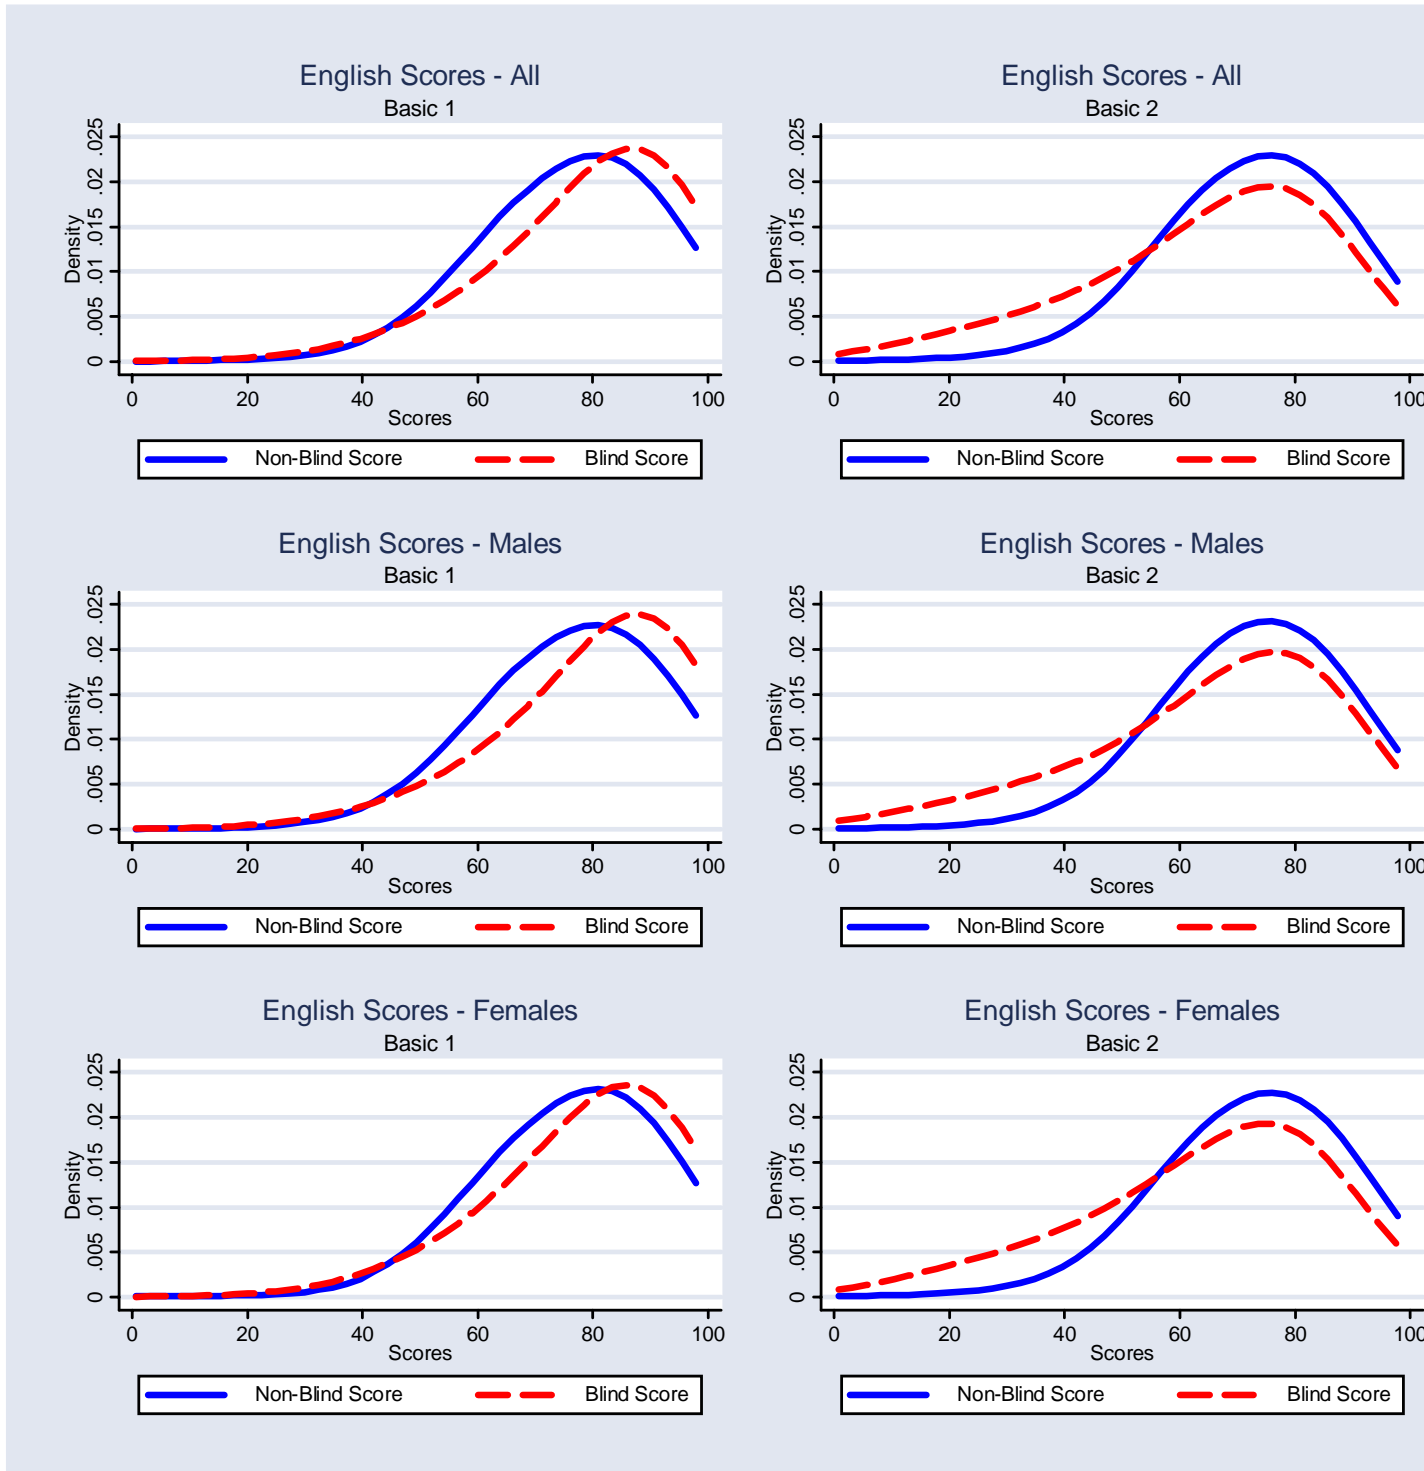 English Scores - All
Basic 1
Density
0 .005 .01 .015 .02 .025
0 20 40 60 80 100
Scores
Non-Blind Score Blind Score
English Scores - All
Basic 2
Density
0 .005 .01 .015 .02 .025
0 20 40 60 80 100
Scores
Non-Blind Score Blind Score
English Scores - Males
Basic 1
Density
0 .005 .01 .015 .02 .025
0 20 40 60 80 100
Scores
Non-Blind Score Blind Score
English Scores - Males
Basic 2
Density
0 .005 .01 .015 .02 .025
0 20 40 60 80 100
Scores
Non-Blind Score Blind Score
English Scores - Females
Basic 1
Density
0 .005 .01 .015 .02 .025
0 20 40 60 80 100
Scores
Non-Blind Score Blind Score
English Scores - Females
Basic 2
Density
0 .005 .01 .015 .02 .025
0 20 40 60 80 100
Scores
Non-Blind Score Blind Score